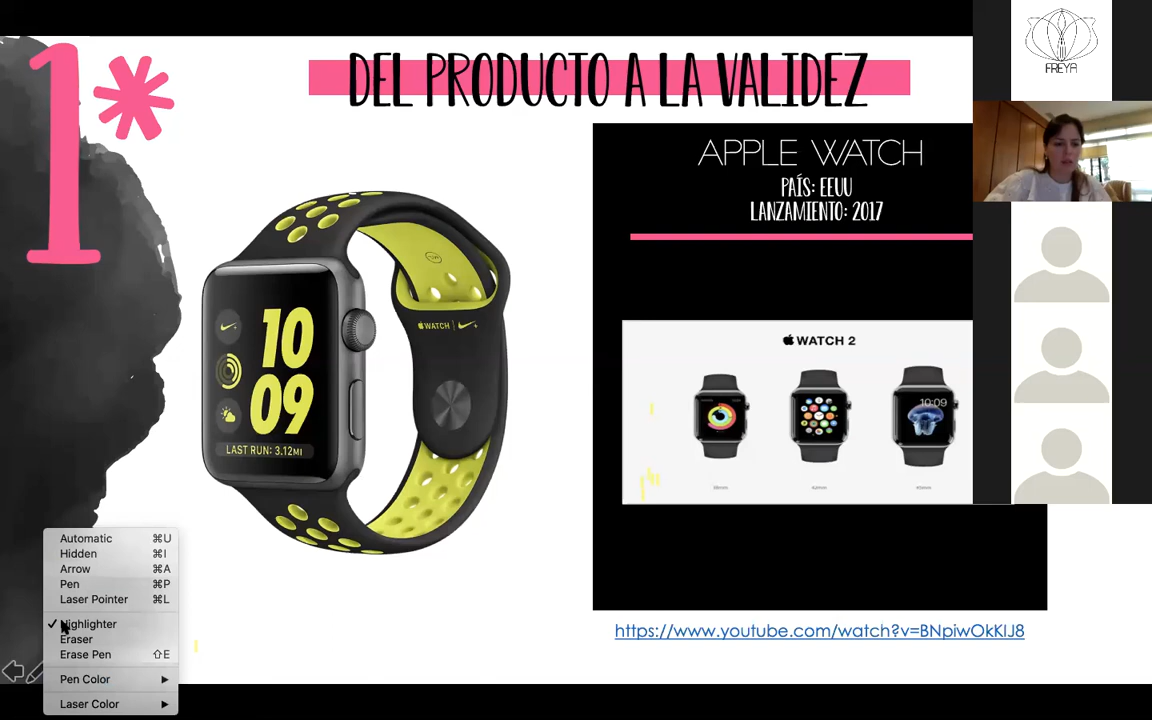 1*
DEL PRODUCTO A LA VALIDEZ
FREYA
APPLE WATCH
PAÍS: EEUU
LANZAMIENTO: 2017
WATCH 2
10:09
10
09
LAST RUN: 3.12MI
WATCH
https://www.youtube.com/watch?v=BNpiwOkKIJ8
Automatic ⌘U
Hidden ⌘I
Arrow ⌘A
Pen ⌘P
Laser Pointer ⌘L
✓ Highlighter
Eraser
Erase Pen ⇧E
Pen Color
Laser Color